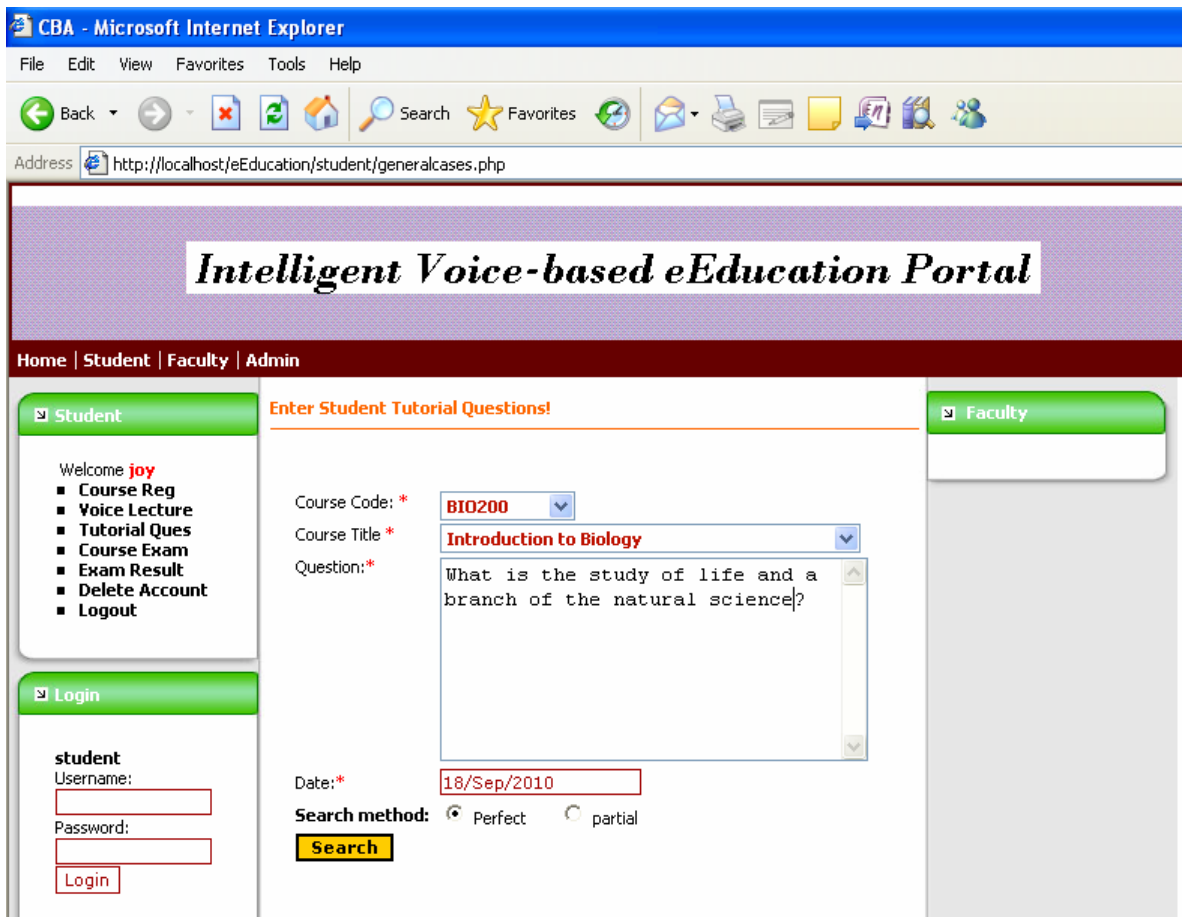 CBA - Microsoft Internet Explorer
File Edit View Favorites Tools Help
Back Search Favorites
Address http://localhost/eEducation/student/generalcases.php
Intelligent Voice-based eEducation Portal
Home | Student | Faculty | Admin
Student
Welcome joy
Course Reg
Voice Lecture
Tutorial Ques
Course Exam
Exam Result
Delete Account
Logout
Login
student
Username:
Password:
Login
Enter Student Tutorial Questions!
Course Code: * BIO200
Course Title * Introduction to Biology
Question:* What is the study of life and a
branch of the natural science?
Date:* 18/Sep/2010
Search method: Perfect partial
Search
Faculty